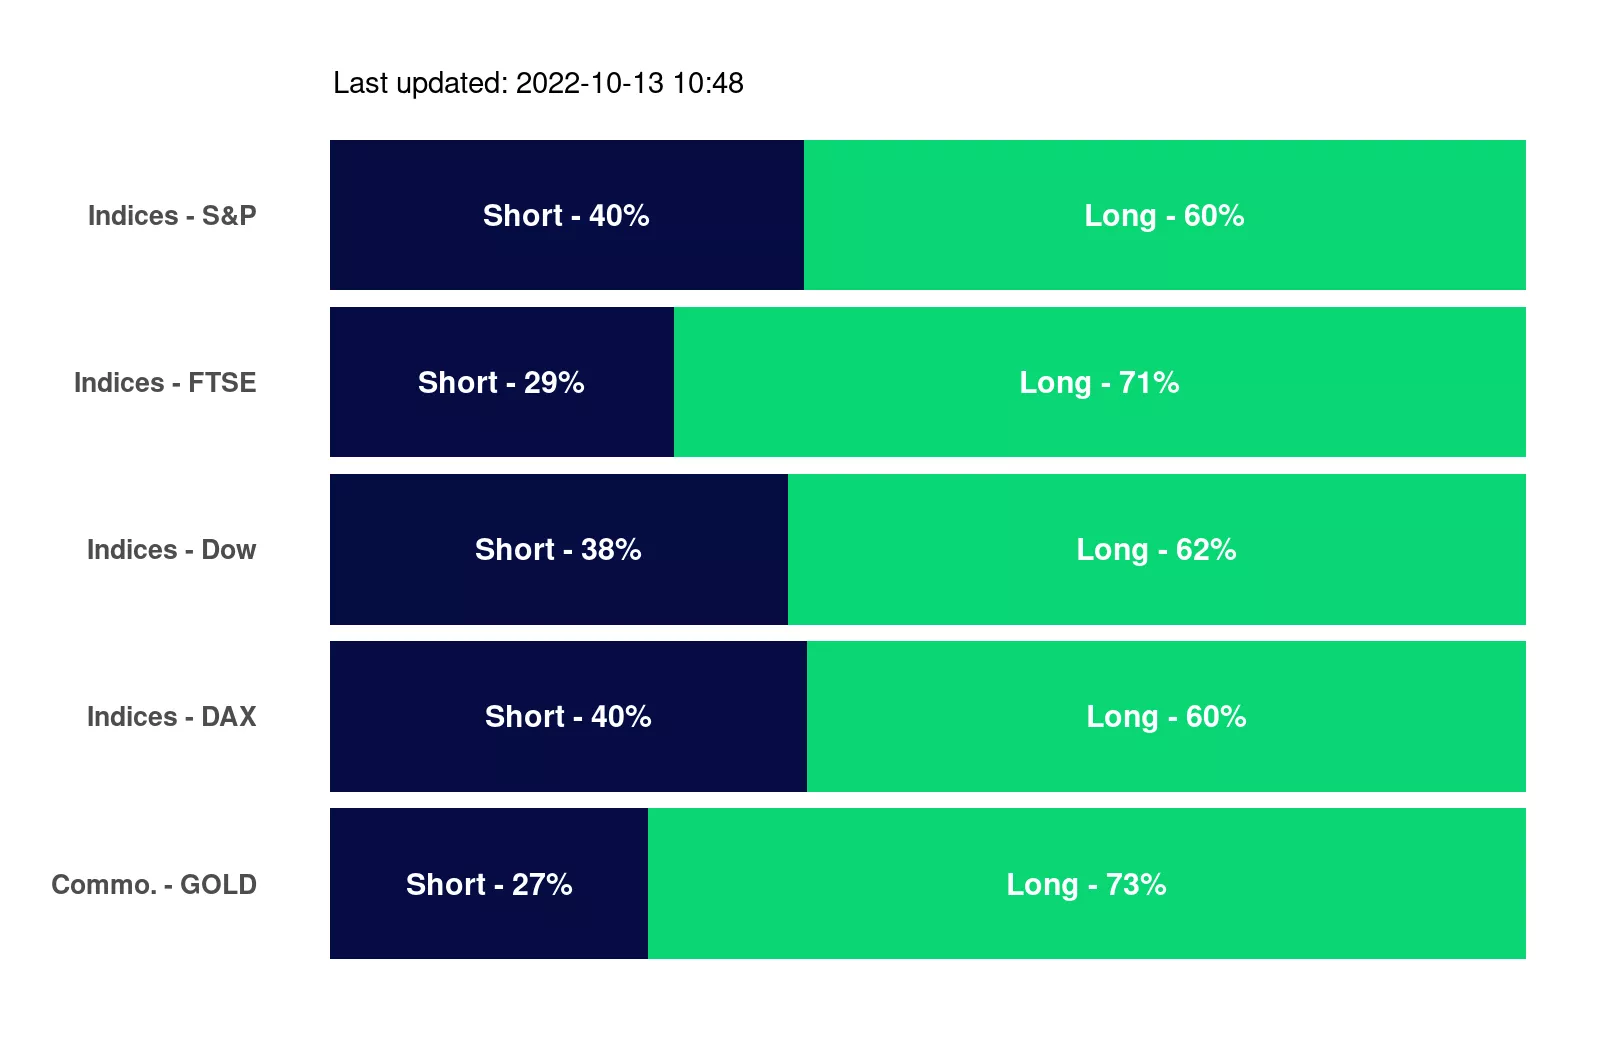 Last updated: 2022-10-13 10:48
Indices - S&P Short - 40% Long - 60%
Indices - FTSE Short - 29% Long - 71%
Indices - Dow Short - 38% Long - 62%
Indices - DAX Short - 40% Long - 60%
Commo. - GOLD Short - 27% Long - 73%